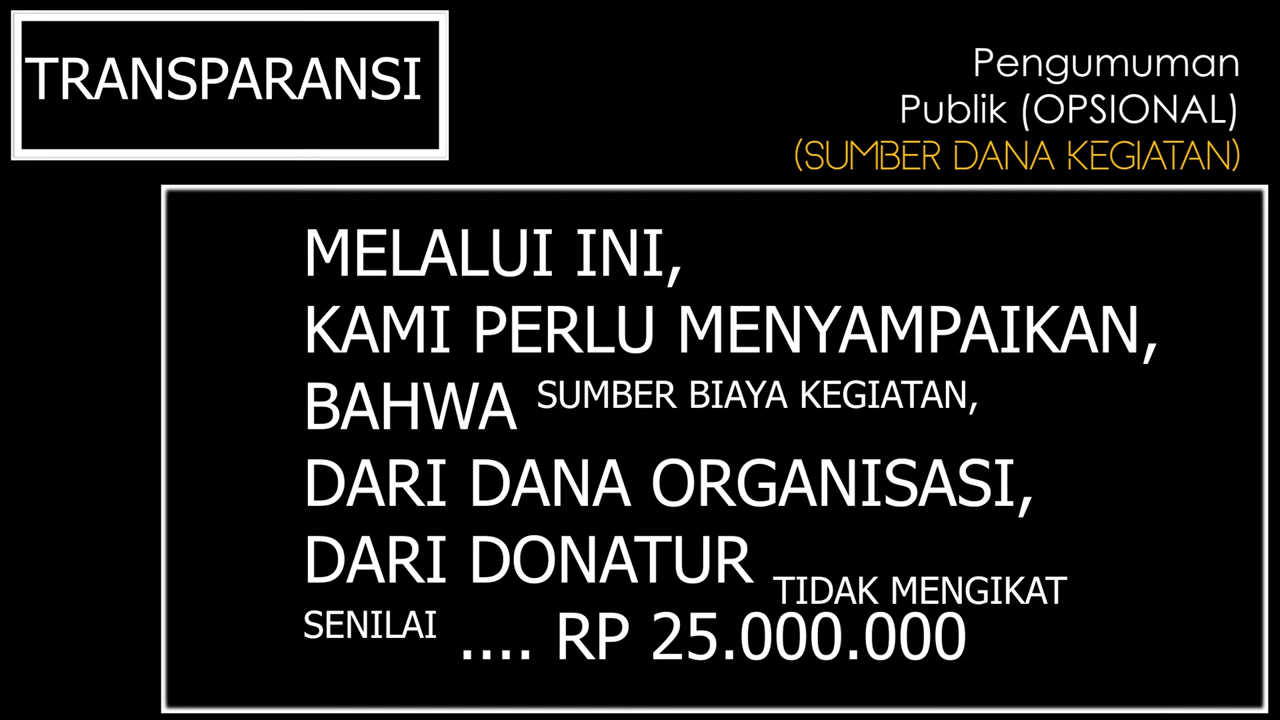 TRANSPARANSI
Pengumuman
Publik (OPSIONAL)
(SUMBER DANA KEGIATAN)
MELALUI INI,
KAMI PERLU MENYAMPAIKAN,
BAHWA SUMBER BIAYA KEGIATAN,
DARI DANA ORGANISASI,
DARI DONATUR TIDAK MENGIKAT
SENILAI .... RP 25.000.000